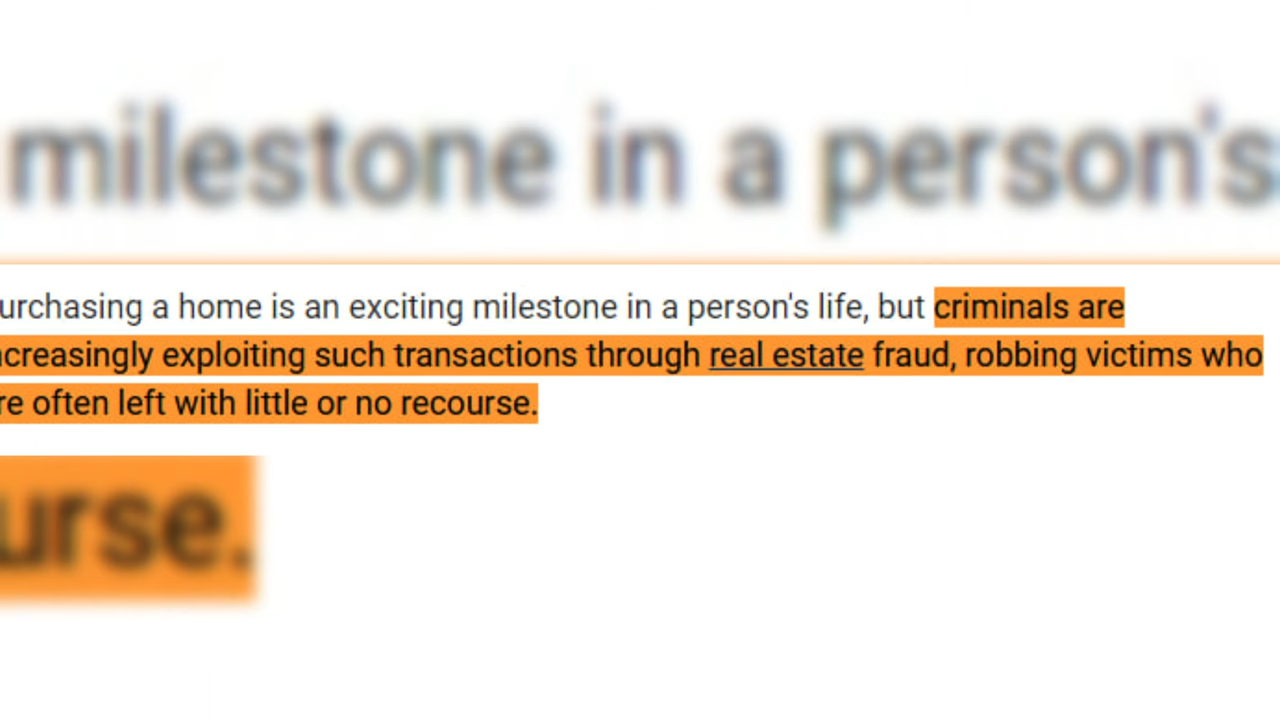 milestone in a person's
urchasing a home is an exciting milestone in a person's life, but criminals are
ncreasingly exploiting such transactions through real estate fraud, robbing victims who
re often left with little or no recourse.
urse.